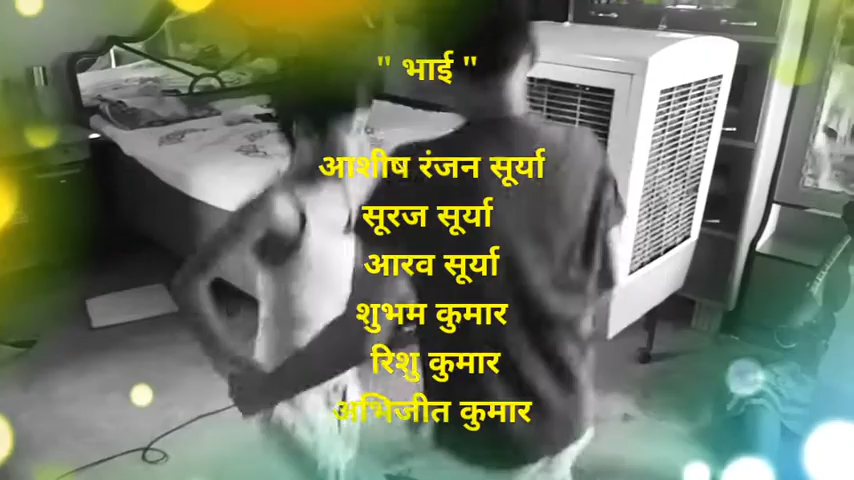 " भाई "
आशीष रंजन सूर्या
सूरज सूर्या
आरव सूर्या
शुभम कुमार
रिशु कुमार
अभिजीत कुमार